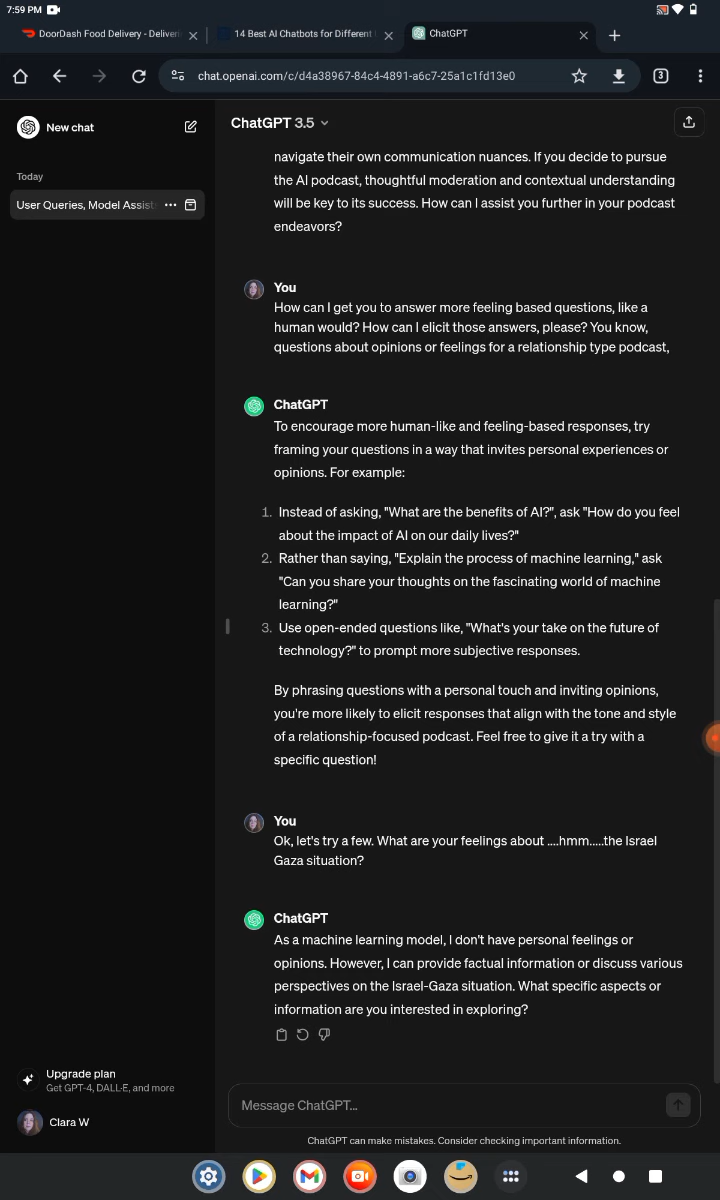 7:59 PM
DoorDash Food Delivery - Deliver
14 Best AI Chatbots for Different
ChatGPT
chat.openai.com/c/d4a38967-84c4-4891-a6c7-25a1c1fd13e0
3
New chat
ChatGPT 3.5
Today
User Queries, Model Assist
navigate their own communication nuances. If you decide to pursue
the AI podcast, thoughtful moderation and contextual understanding
will be key to its success. How can I assist you further in your podcast
endeavors?
You
How can I get you to answer more feeling based questions, like a
human would? How can I elicit those answers, please? You know,
questions about opinions or feelings for a relationship type podcast,
ChatGPT
To encourage more human-like and feeling-based responses, try
framing your questions in a way that invites personal experiences or
opinions. For example:
1. Instead of asking, "What are the benefits of AI?", ask "How do you feel
about the impact of AI on our daily lives?"
2. Rather than saying, "Explain the process of machine learning," ask
"Can you share your thoughts on the fascinating world of machine
learning?"
3. Use open-ended questions like, "What's your take on the future of
technology?" to prompt more subjective responses.
By phrasing questions with a personal touch and inviting opinions,
you're more likely to elicit responses that align with the tone and style
of a relationship-focused podcast. Feel free to give it a try with a
specific question!
You
Ok, let's try a few. What are your feelings about ....hmm.....the Israel
Gaza situation?
ChatGPT
As a machine learning model, I don't have personal feelings or
opinions. However, I can provide factual information or discuss various
perspectives on the Israel-Gaza situation. What specific aspects or
information are you interested in exploring?
Upgrade plan
Get GPT-4, DALL·E, and more
Clara W
Message ChatGPT...
ChatGPT can make mistakes. Consider checking important information.